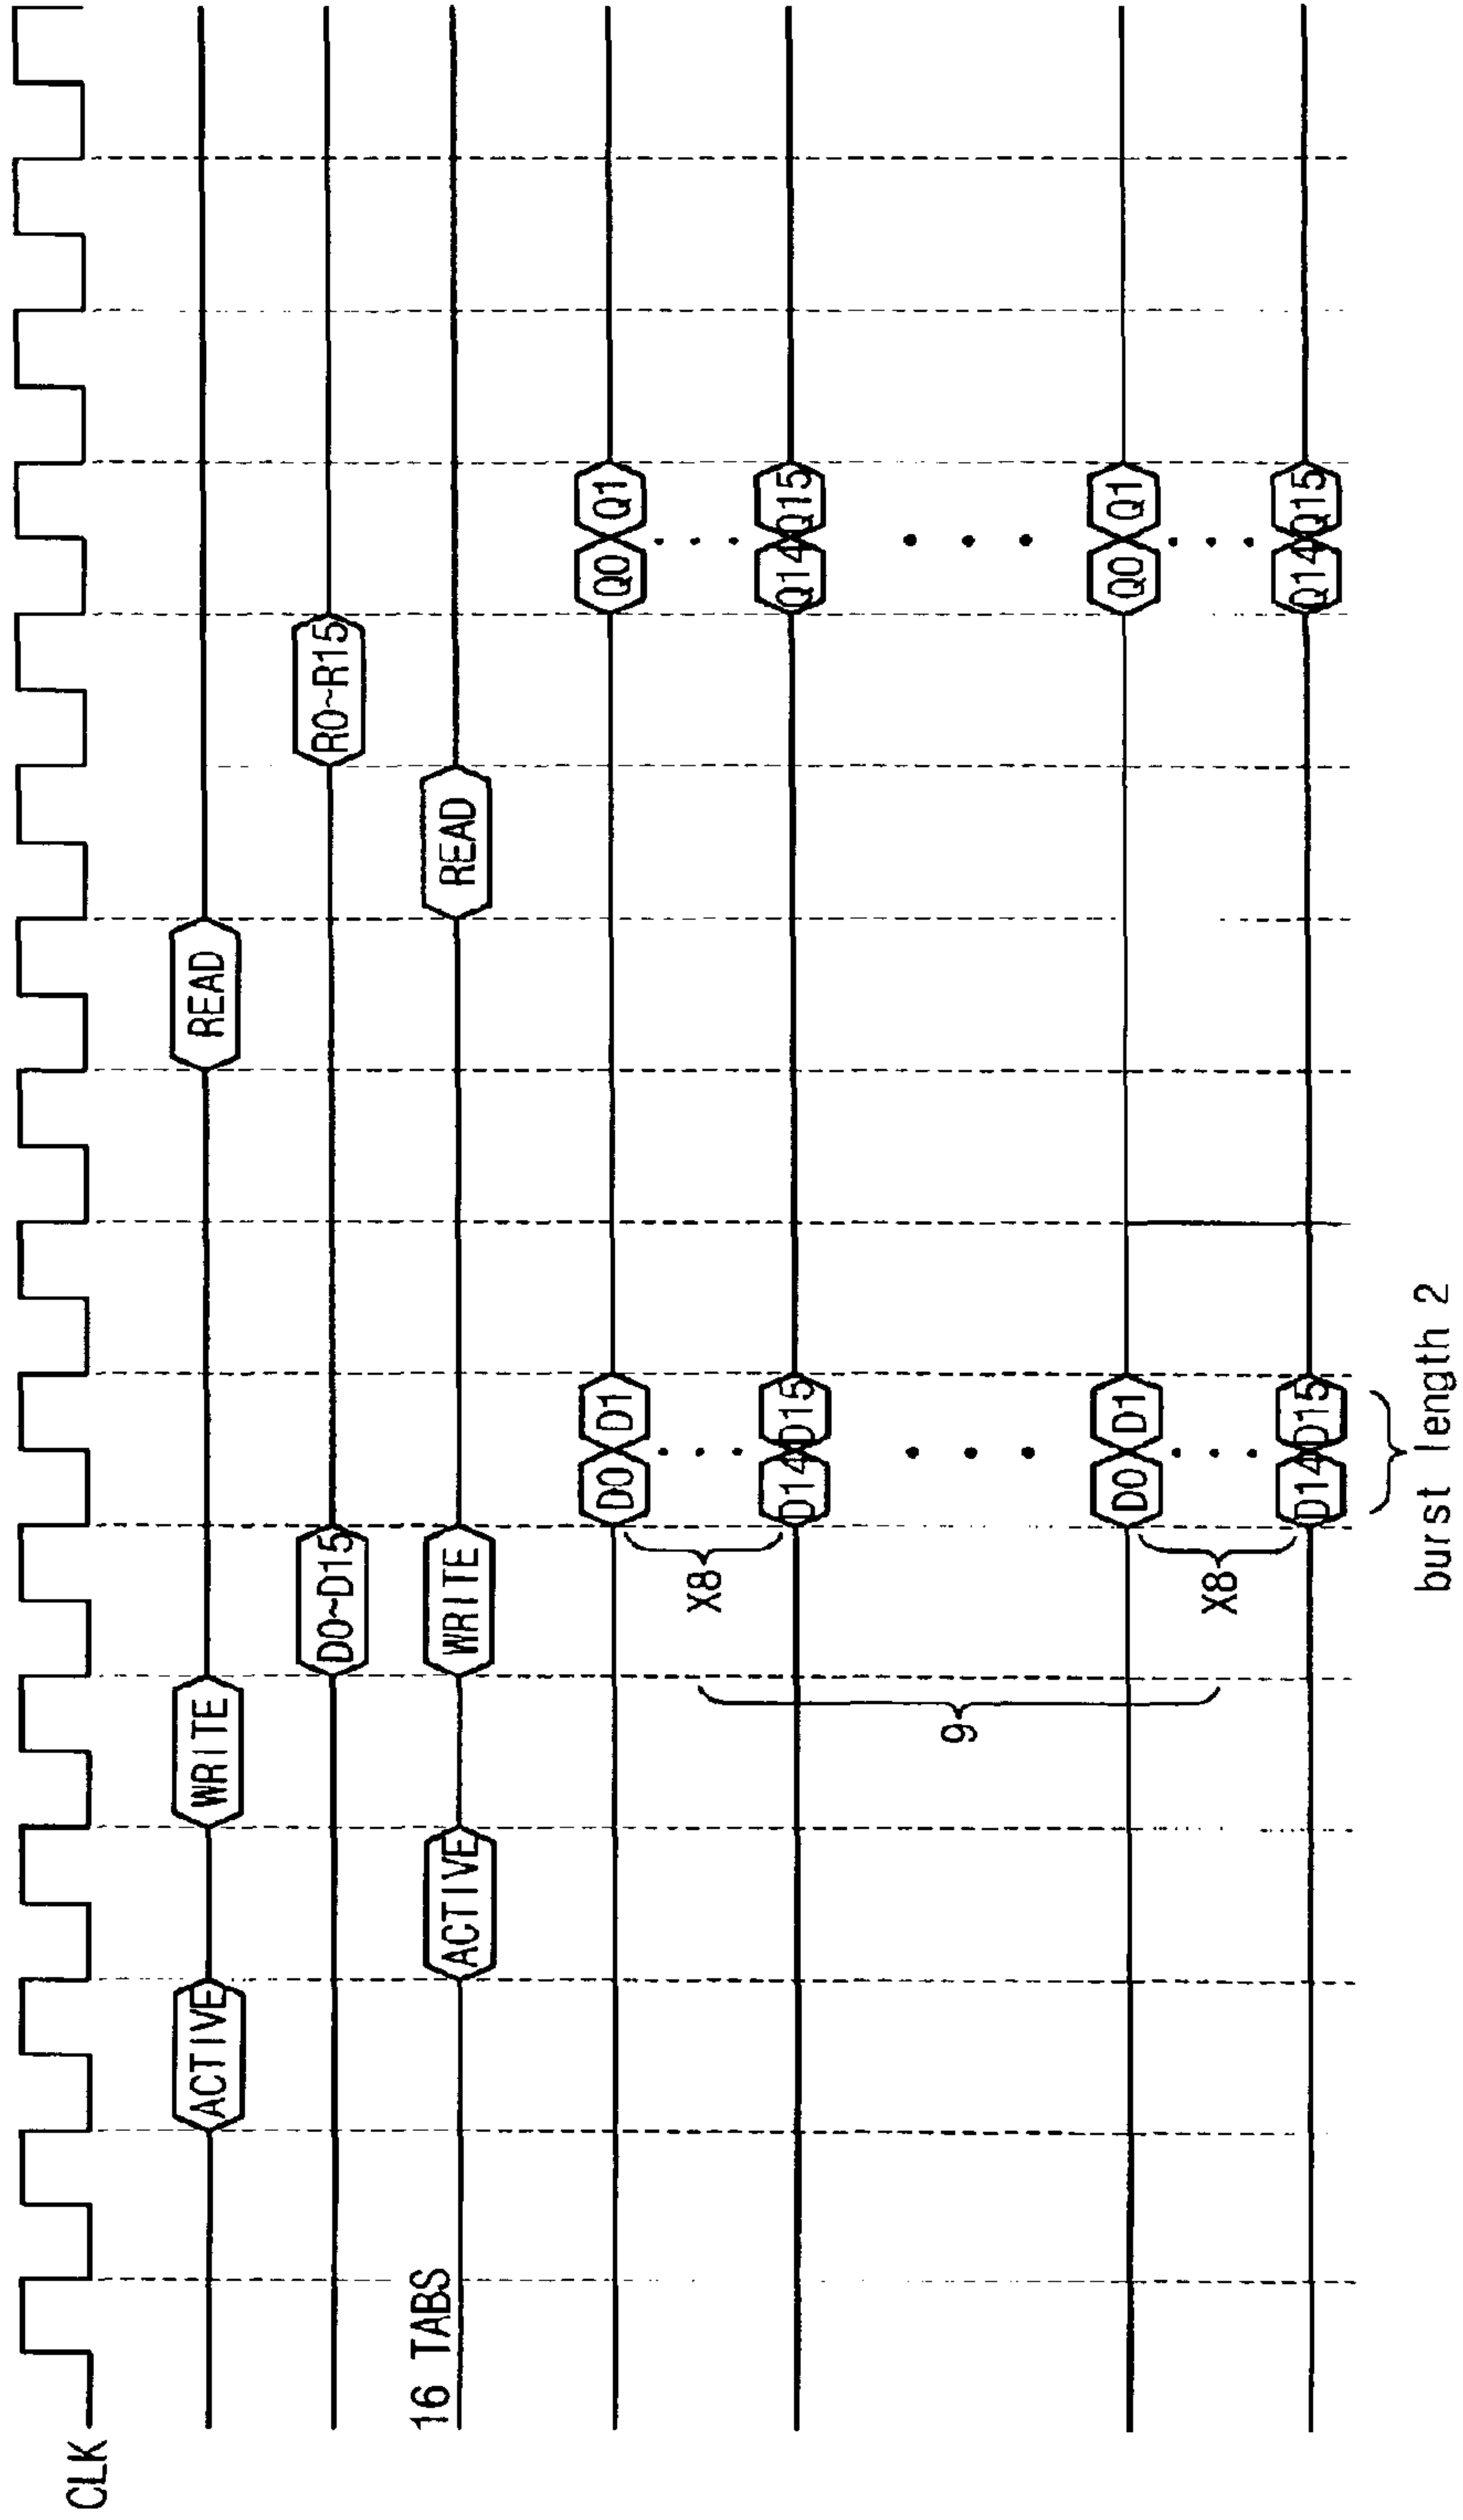 CLK
ACTIVE WRITE READ
D0~D15 R0~R15
16 TABS
ACTIVE WRITE READ
D0 D1 Q0 Q1
X8
D14 D15 Q14 Q15
9
D0 D1 Q0 Q1
X8
D14 D15 Q14 Q15
burst length 2